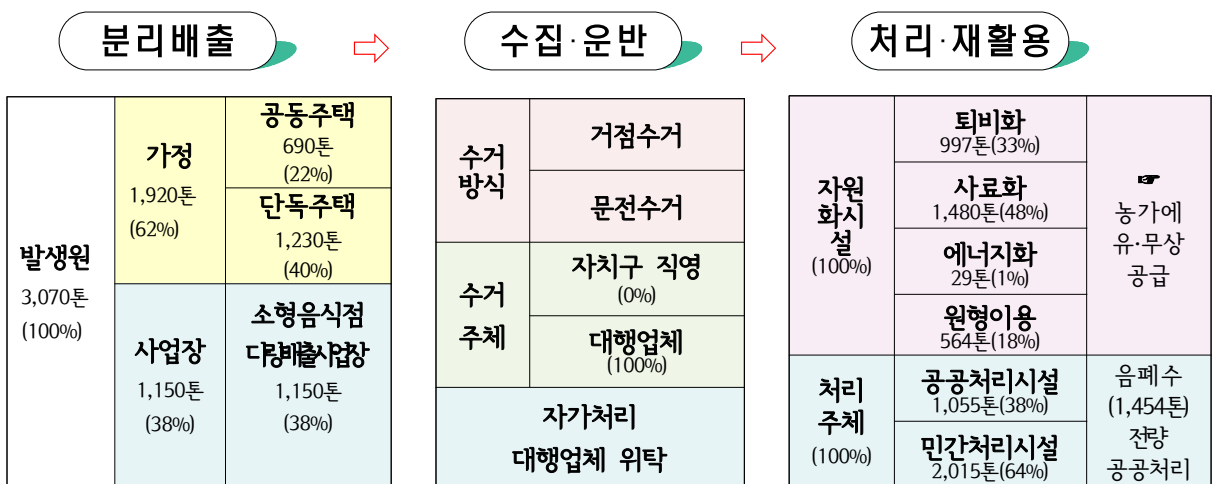 분리배출
수집·운반
처리·재활용
발생원
3,070톤
(100%)
가정
1,920톤
(62%)
공동주택
690톤
(22%)
단독주택
1,230톤
(40%)
사업장
1,150톤
(38%)
소형음식점
다량배출사업장
1,150톤
(38%)
수거
방식
거점수거
문전수거
수거
주체
자치구 직영
(0%)
대행업체
(100%)
자가처리
대행업체 위탁
자원
화시
설
(100%)
퇴비화
997톤(33%)
사료화
1,480톤(48%)
에너지화
29톤(1%)
원형이용
564톤(18%)
☞
농가에
유·무상
공급
처리
주체
(100%)
공공처리시설
1,055톤(38%)
민간처리시설
2,015톤(64%)
음폐수
(1,454톤)
전량
공공처리